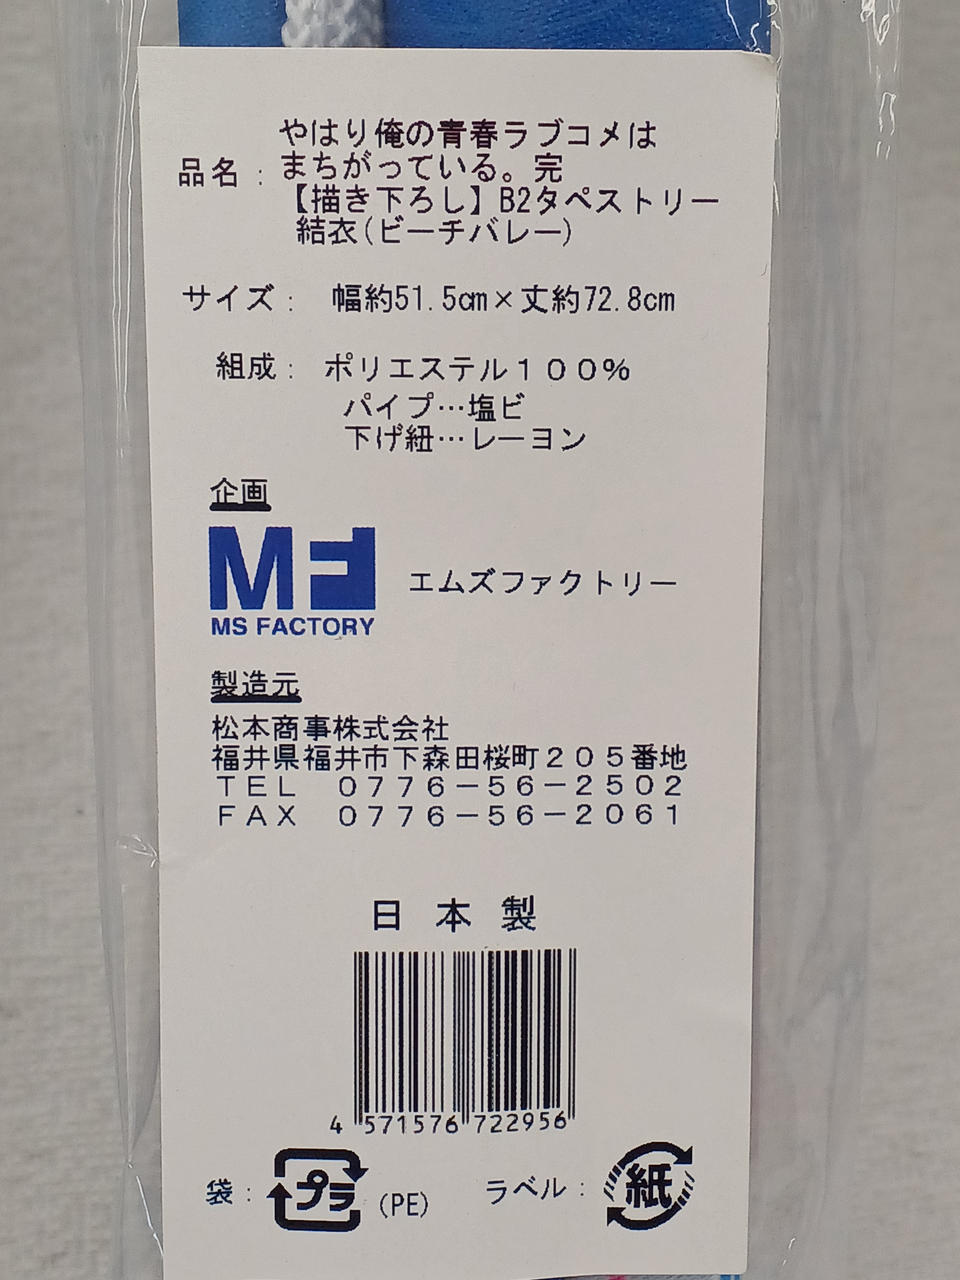 品名: やはり俺の青春ラブコメは
まちがっている。完
【描き下ろし】B2タペストリー
結衣(ビーチバレー)
サイズ: 幅約51.5cm×丈約72.8cm
組成: ポリエステル100%
パイプ…塩ビ
下げ紐…レーヨン
企画
MF
MS FACTORY
エムズファクトリー
製造元
松本商事株式会社
福井県福井市下森田桜町205番地
TEL 0776-56-2502
FAX 0776-56-2061
日本製
4 571576 722956
袋: プラ (PE) ラベル: 紙